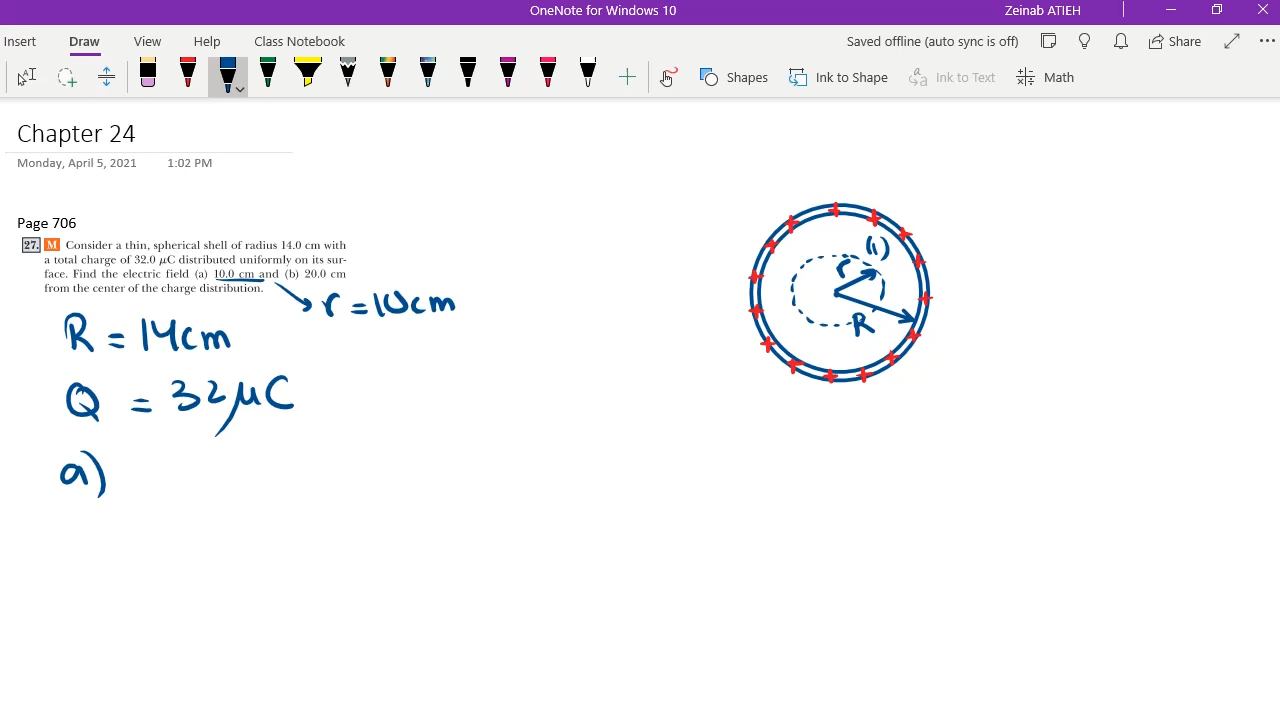 OneNote for Windows 10
Zeinab ATIEH
Insert Draw View Help Class Notebook
Saved offline (auto sync is off)
Share
Shapes
Ink to Shape
Ink to Text
Math
Chapter 24
Monday, April 5, 2021 1:02 PM
Page 706
27. M Consider a thin, spherical shell of radius 14.0 cm with
a total charge of 32.0 μC distributed uniformly on its sur-
face. Find the electric field (a) 10.0 cm and (b) 20.0 cm
from the center of the charge distribution.
r = 10cm
R = 14cm
Q = 32μC
a)
(1)
r
R